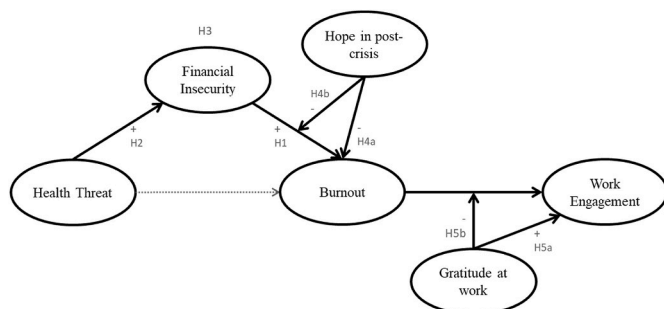 H3
Hope in post-
crisis
Financial
Insecurity
H4b
-
+
H2
+
H1
-
H4a
Health Threat
Burnout
Work
Engagement
-
H5b
+
H5a
Gratitude at
work